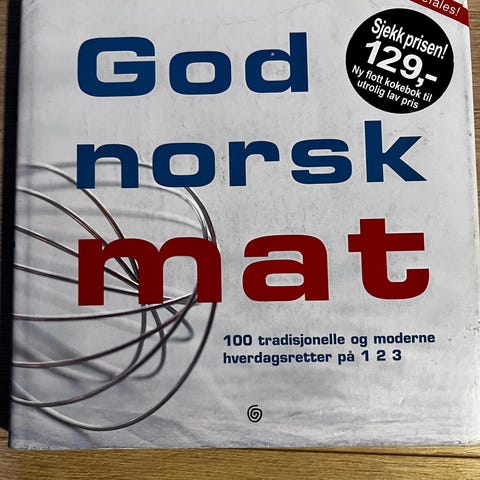 Sjekk prisen!
129,-
Ny flott kokebok til
utrolig lav pris
God
norsk
mat
100 tradisjonelle og moderne
hverdagsretter på 1 2 3